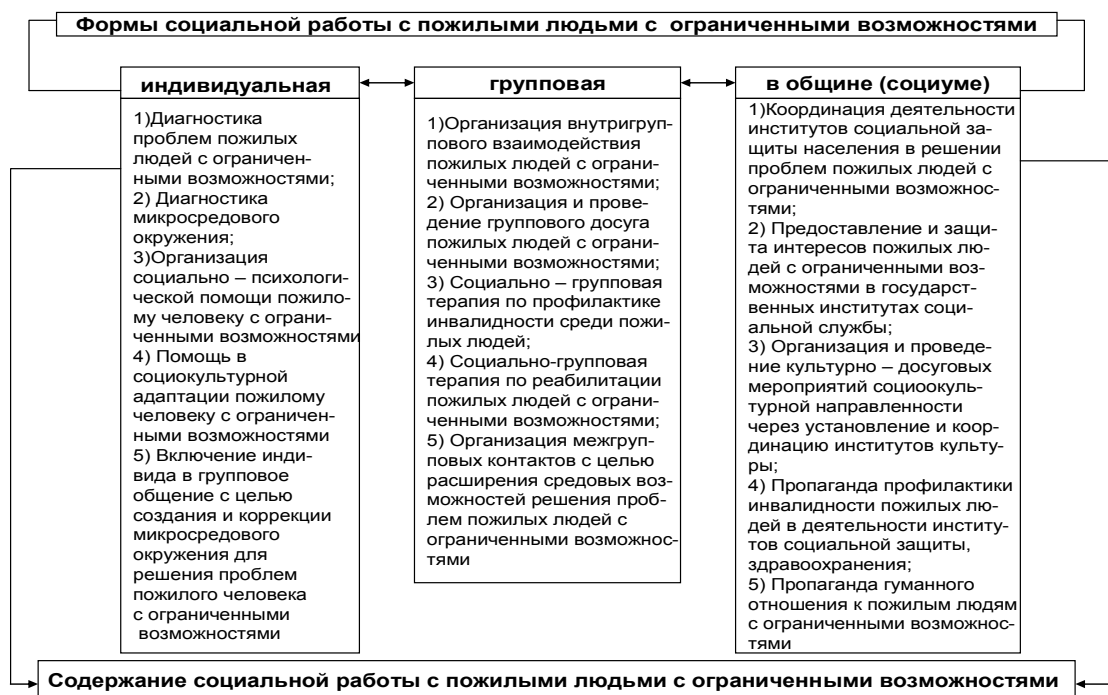 Формы социальной работы с пожилыми людьми с ограниченными возможностями
индивидуальная
1)Диагностика
проблем пожилых
людей с ограничен-
ными возможностями;
2) Диагностика
микросредового
окружения;
3)Организация
социально – психологи-
ческой помощи пожило-
му человеку с ограни-
ченными возможностями
4) Помощь в
социокультурной
адаптации пожилому
человеку с ограничен-
ными возможностями
5) Включение инди-
вида в групповое
общение с целью
создания и коррекции
микросредового
окружения для
решения проблем
пожилого человека
с ограниченными
возможностями
групповая
1)Организация внутригруп-
пового взаимодействия
пожилых людей с ограни-
ченными возможностями;
2) Организация и прове-
дение группового досуга
пожилых людей с ограни-
ченными возможностями;
3) Социально – групповая
терапия по профилактике
инвалидности среди пожи-
лых людей;
4) Социально-групповая
терапия по реабилитации
пожилых людей с ограни-
ченными возможностями;
5) Организация межгруп-
повых контактов с целью
расширения средовых воз-
можностей решения проб-
лем пожилых людей с
ограниченными возможнос-
тями
в общине (социуме)
1)Координация деятельности
институтов социальной за-
щиты населения в решении
проблем пожилых людей с
ограниченными возможнос-
тями;
2) Предоставление и защи-
та интересов пожилых лю-
дей с ограниченными воз-
можностями в государст-
венных институтах соци-
альной службы;
3) Организация и проведе-
ние культурно – досуговых
мероприятий социоокуль-
турной направленности
через установление и коор-
динацию институтов культу-
ры;
4) Пропаганда профилактики
инвалидности пожилых лю-
дей в деятельности институ-
тов социальной защиты,
здравоохранения;
5) Пропаганда гуманного
отношения к пожилым людям
с ограниченными возможнос-
тями
Содержание социальной работы с пожилыми людьми с ограниченными возможностями